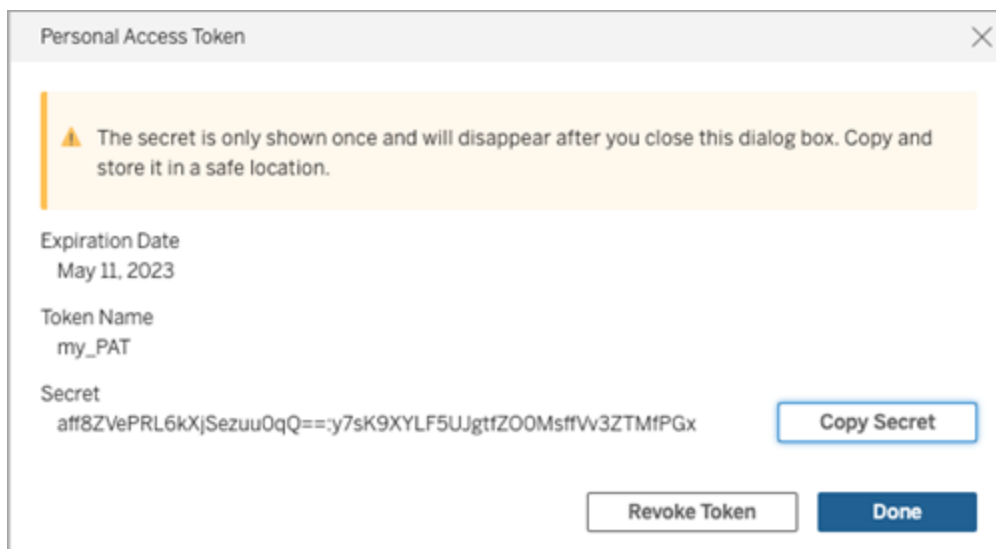 Personal Access Token
The secret is only shown once and will disappear after you close this dialog box. Copy and
store it in a safe location.
Expiration Date
May 11, 2023
Token Name
my_PAT
Secret
aff8ZVePRL6kXjSezuu0qQ==:y7sK9XYLF5UJgtfZO0MsffVv3ZTMfPGx
Copy Secret
Revoke Token
Done